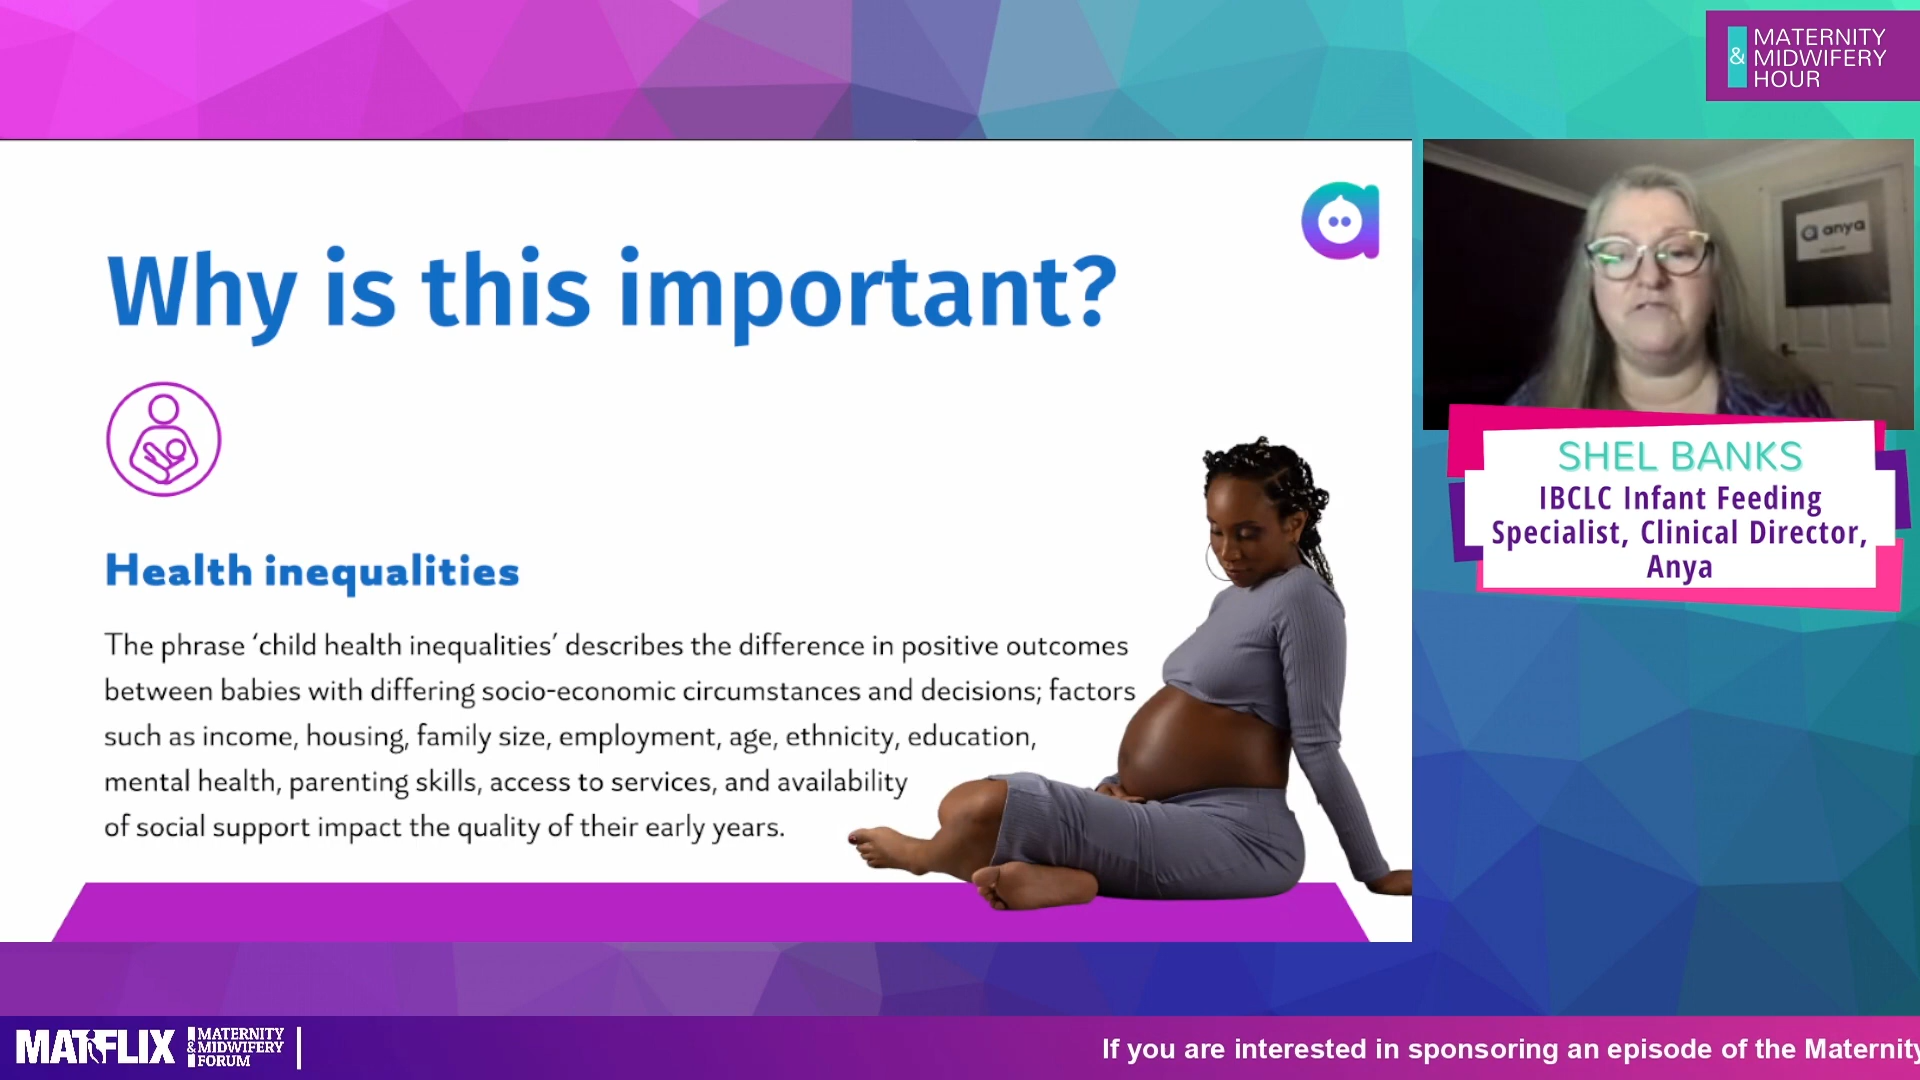 MATERNITY
& MIDWIFERY
HOUR
Why is this important?
anya
SHEL BANKS
IBCLC Infant Feeding
Specialist, Clinical Director,
Anya
Health inequalities
The phrase ‘child health inequalities’ describes the difference in positive outcomes
between babies with differing socio-economic circumstances and decisions; factors
such as income, housing, family size, employment, age, ethnicity, education,
mental health, parenting skills, access to services, and availability
of social support impact the quality of their early years.
MATFLIX
MATERNITY
& MIDWIFERY
FORUM
If you are interested in sponsoring an episode of the Maternity